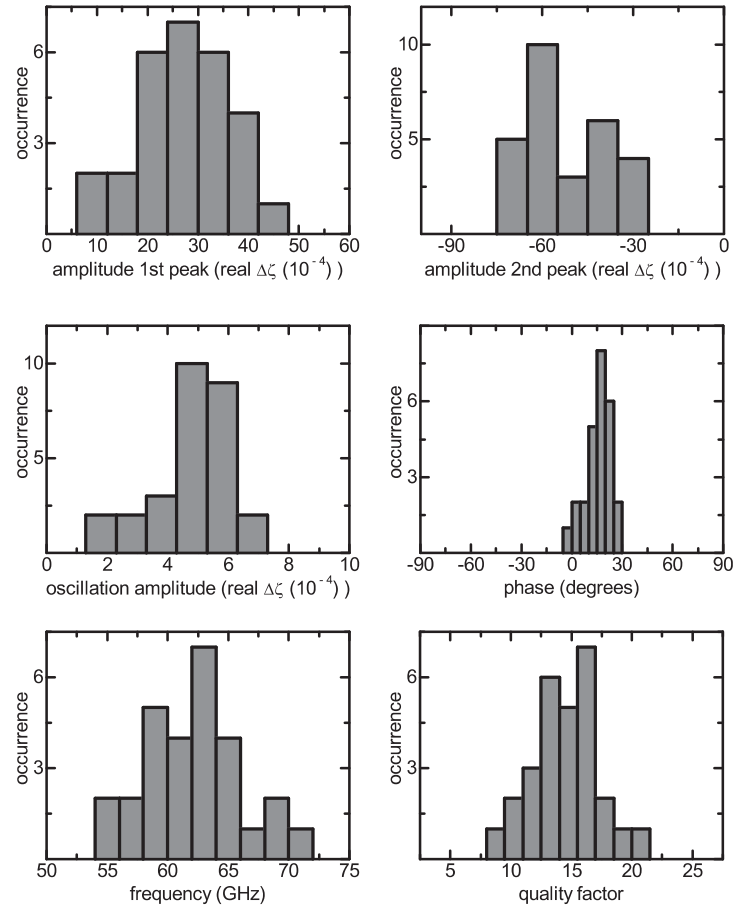 6
3
occurrence
0 10 20 30 40 50 60
amplitude 1st peak (real Δζ (10⁻⁴) )
10
5
occurrence
-90 -60 -30 0
amplitude 2nd peak (real Δζ (10⁻⁴) )
10
5
occurrence
0 2 4 6 8 10
oscillation amplitude (real Δζ (10⁻⁴) )
6
3
occurrence
-90 -60 -30 0 30 60 90
phase (degrees)
6
3
occurrence
50 55 60 65 70 75
frequency (GHz)
6
3
occurrence
5 10 15 20 25
quality factor